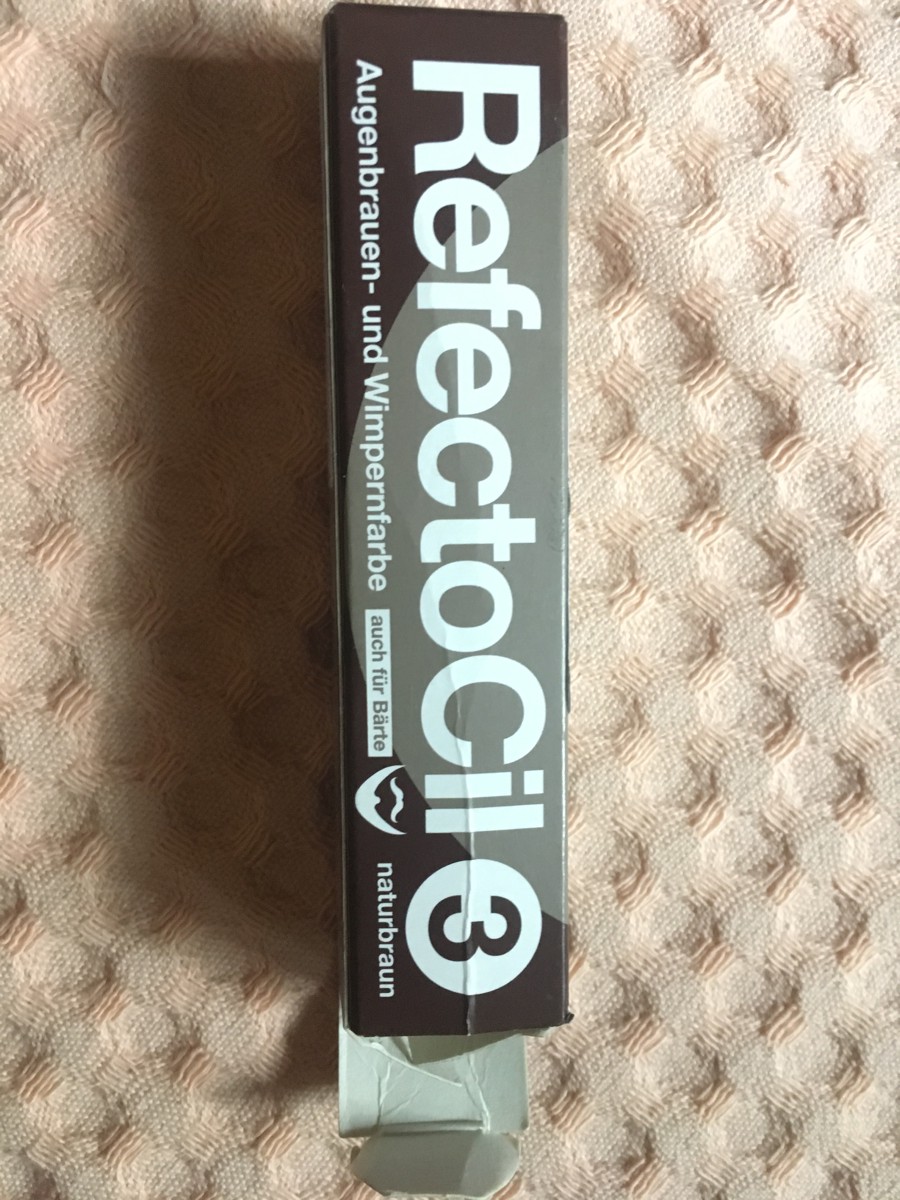 RefectoCil 3
Augenbrauen- und Wimpernfarbe auch für Bärte naturbraun